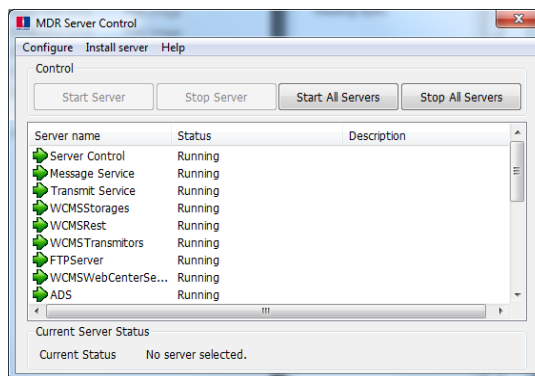 MDR Server Control
Configure Install server Help
Control
Start Server Stop Server Start All Servers Stop All Servers
Server name Status Description
Server Control Running
Message Service Running
Transmit Service Running
WCMSStorages Running
WCMSRest Running
WCMSTransmitors Running
FTPServer Running
WCMSWebCenterSe... Running
ADS Running
Current Server Status
Current Status No server selected.